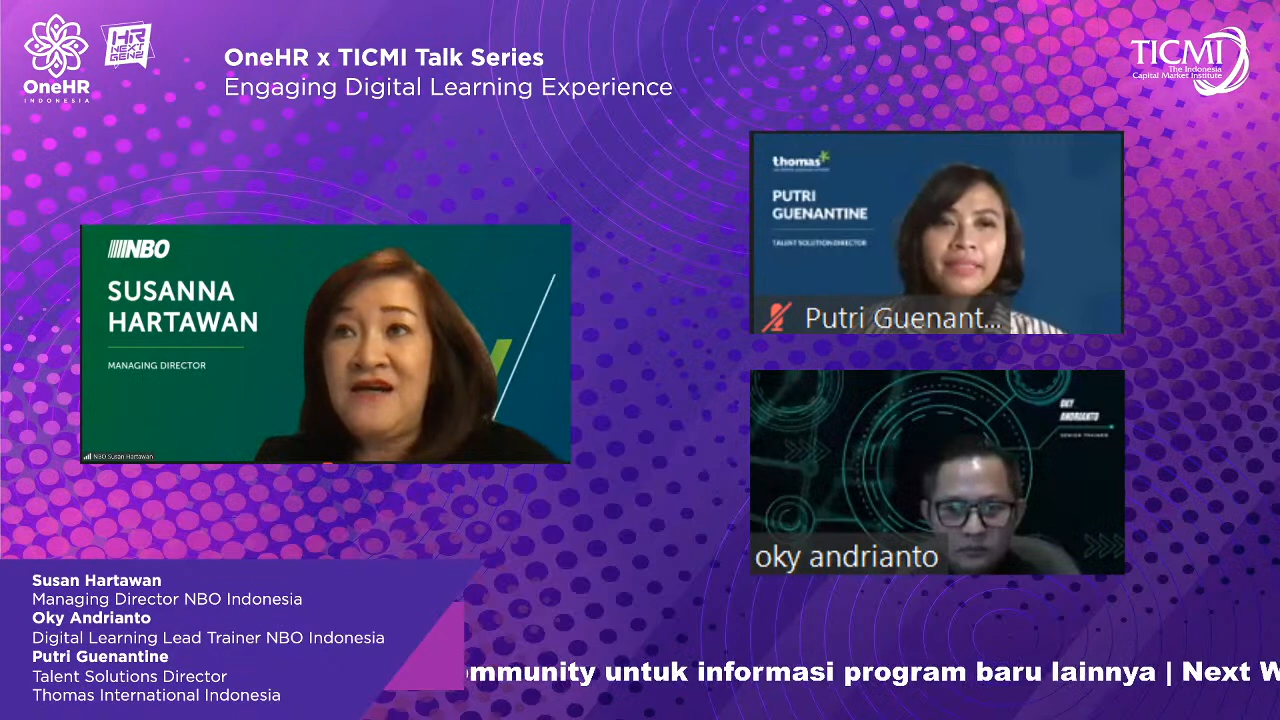 OneHR
INDONESIA
HR
NEXT
GEN2
OneHR x TICMI Talk Series
Engaging Digital Learning Experience
TICMI
The Indonesia
Capital Market Institute
NBO
SUSANNA
HARTAWAN
MANAGING DIRECTOR
NBO Susan Hartawan
thomas
PUTRI
GUENANTINE
TALENT SOLUTION DIRECTOR
Putri Guenant...
OKY
ANDRIANTO
SENIOR TRAINER
oky andrianto
Susan Hartawan
Managing Director NBO Indonesia
Oky Andrianto
Digital Learning Lead Trainer NBO Indonesia
Putri Guenantine
Talent Solutions Director
Thomas International Indonesia
ommunity untuk informasi program baru lainnya | Next W